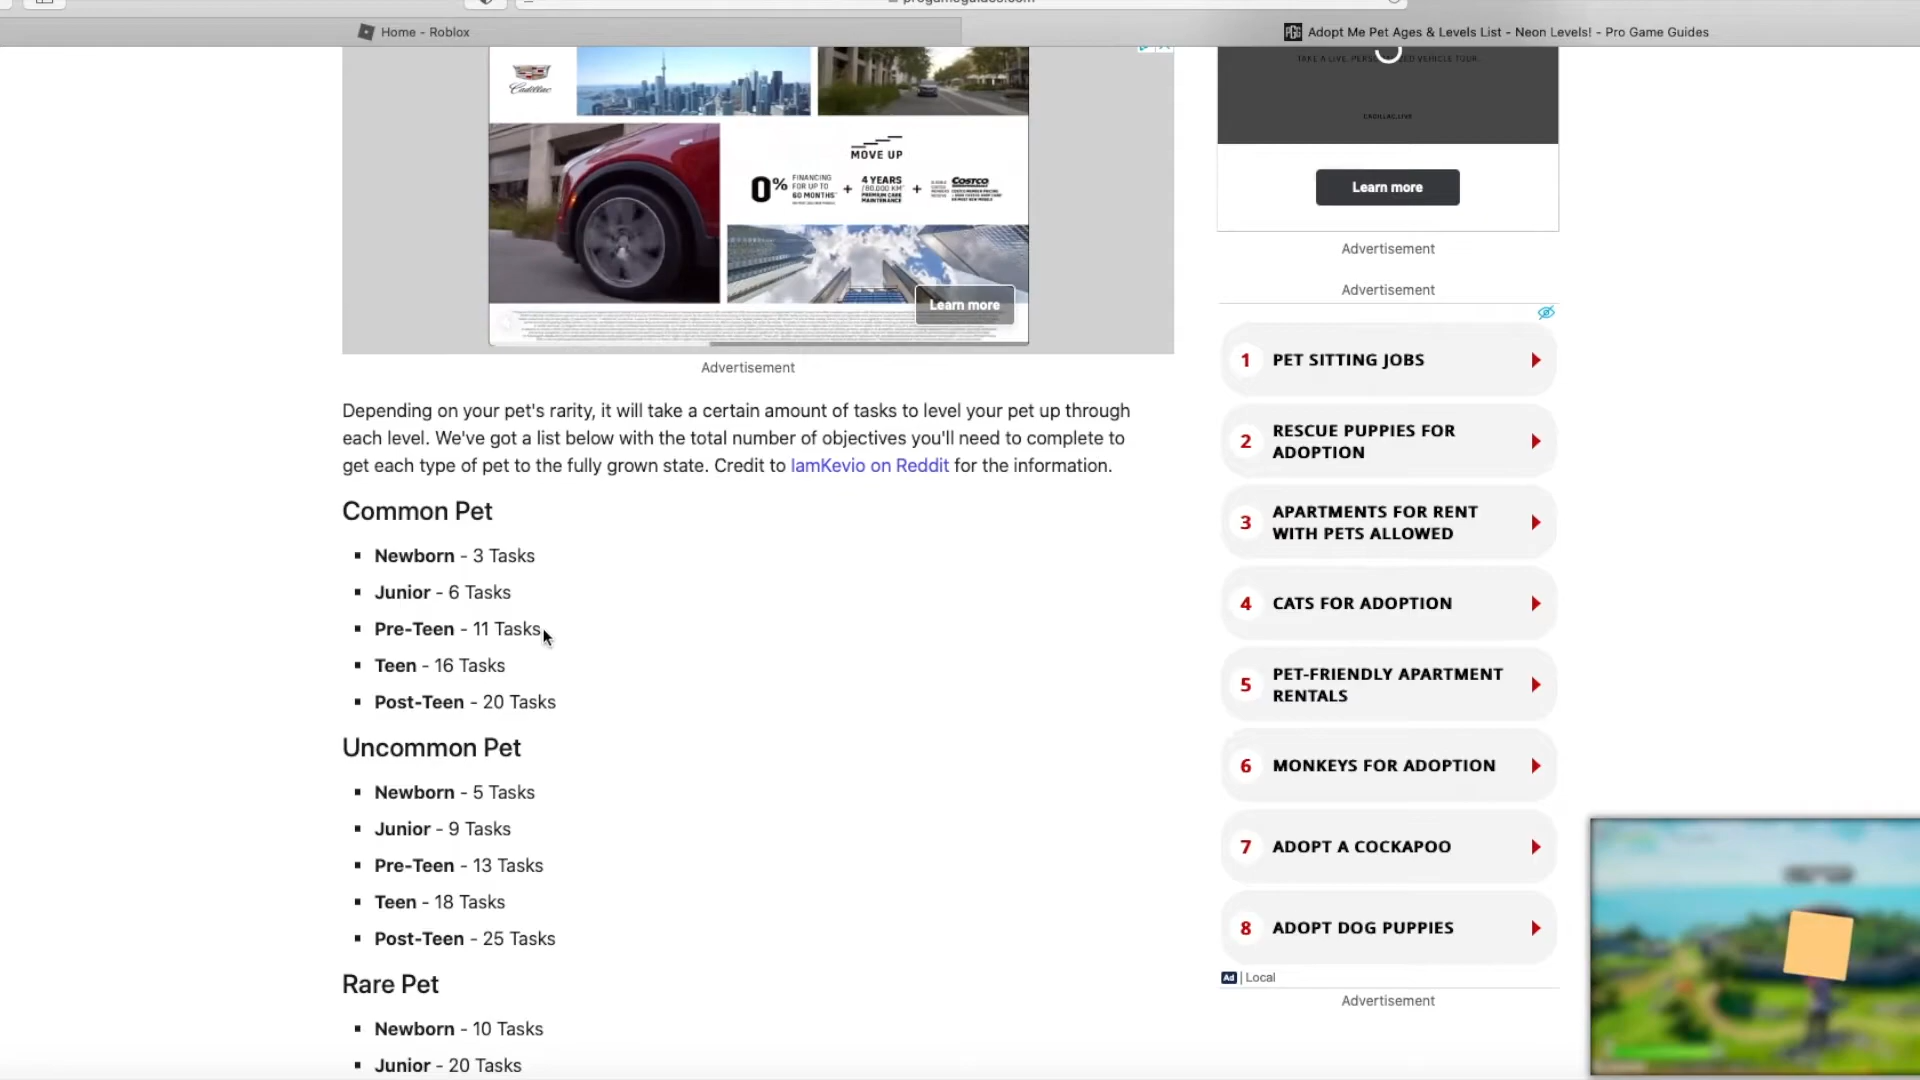 progameguides.com
Home - Roblox
Adopt Me Pet Ages & Levels List - Neon Levels! - Pro Game Guides
Cadillac
MOVE UP
0% FINANCING FOR UP TO 60 MONTHS + 4 YEARS /80,000 KM PREMIUM CARE MAINTENANCE + COSTCO
Learn more
Advertisement
TAKE A LIVE, VEHICLE TOUR.
CADILLAC LIVE
Learn more
Advertisement
Advertisement
Depending on your pet's rarity, it will take a certain amount of tasks to level your pet up through
each level. We've got a list below with the total number of objectives you'll need to complete to
get each type of pet to the fully grown state. Credit to IamKevio on Reddit for the information.
Common Pet
Newborn - 3 Tasks
Junior - 6 Tasks
Pre-Teen - 11 Tasks
Teen - 16 Tasks
Post-Teen - 20 Tasks
Uncommon Pet
Newborn - 5 Tasks
Junior - 9 Tasks
Pre-Teen - 13 Tasks
Teen - 18 Tasks
Post-Teen - 25 Tasks
Rare Pet
Newborn - 10 Tasks
Junior - 20 Tasks
1 PET SITTING JOBS
2 RESCUE PUPPIES FOR
ADOPTION
3 APARTMENTS FOR RENT
WITH PETS ALLOWED
4 CATS FOR ADOPTION
5 PET-FRIENDLY APARTMENT
RENTALS
6 MONKEYS FOR ADOPTION
7 ADOPT A COCKAPOO
8 ADOPT DOG PUPPIES
Ad | Local
Advertisement